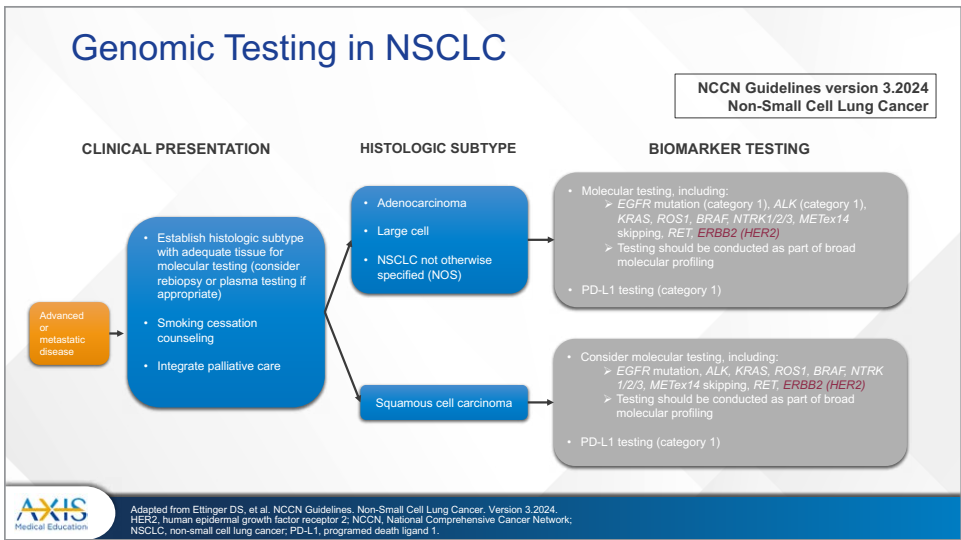 Genomic Testing in NSCLC
NCCN Guidelines version 3.2024
Non-Small Cell Lung Cancer
CLINICAL PRESENTATION
HISTOLOGIC SUBTYPE
BIOMARKER TESTING
Advanced
or
metastatic
disease
• Establish histologic subtype
with adequate tissue for
molecular testing (consider
rebiopsy or plasma testing if
appropriate)
• Smoking cessation
counseling
• Integrate palliative care
• Adenocarcinoma
• Large cell
• NSCLC not otherwise
specified (NOS)
Squamous cell carcinoma
• Molecular testing, including:
➢ EGFR mutation (category 1), ALK (category 1),
KRAS, ROS1, BRAF, NTRK1/2/3, METex14
skipping, RET, ERBB2 (HER2)
➢ Testing should be conducted as part of broad
molecular profiling
• PD-L1 testing (category 1)
• Consider molecular testing, including:
➢ EGFR mutation, ALK, KRAS, ROS1, BRAF, NTRK
1/2/3, METex14 skipping, RET, ERBB2 (HER2)
➢ Testing should be conducted as part of broad
molecular profiling
• PD-L1 testing (category 1)
AXIS
Medical Education
Adapted from Ettinger DS, et al. NCCN Guidelines. Non-Small Cell Lung Cancer. Version 3.2024.
HER2, human epidermal growth factor receptor 2; NCCN, National Comprehensive Cancer Network;
NSCLC, non-small cell lung cancer; PD-L1, programed death ligand 1.